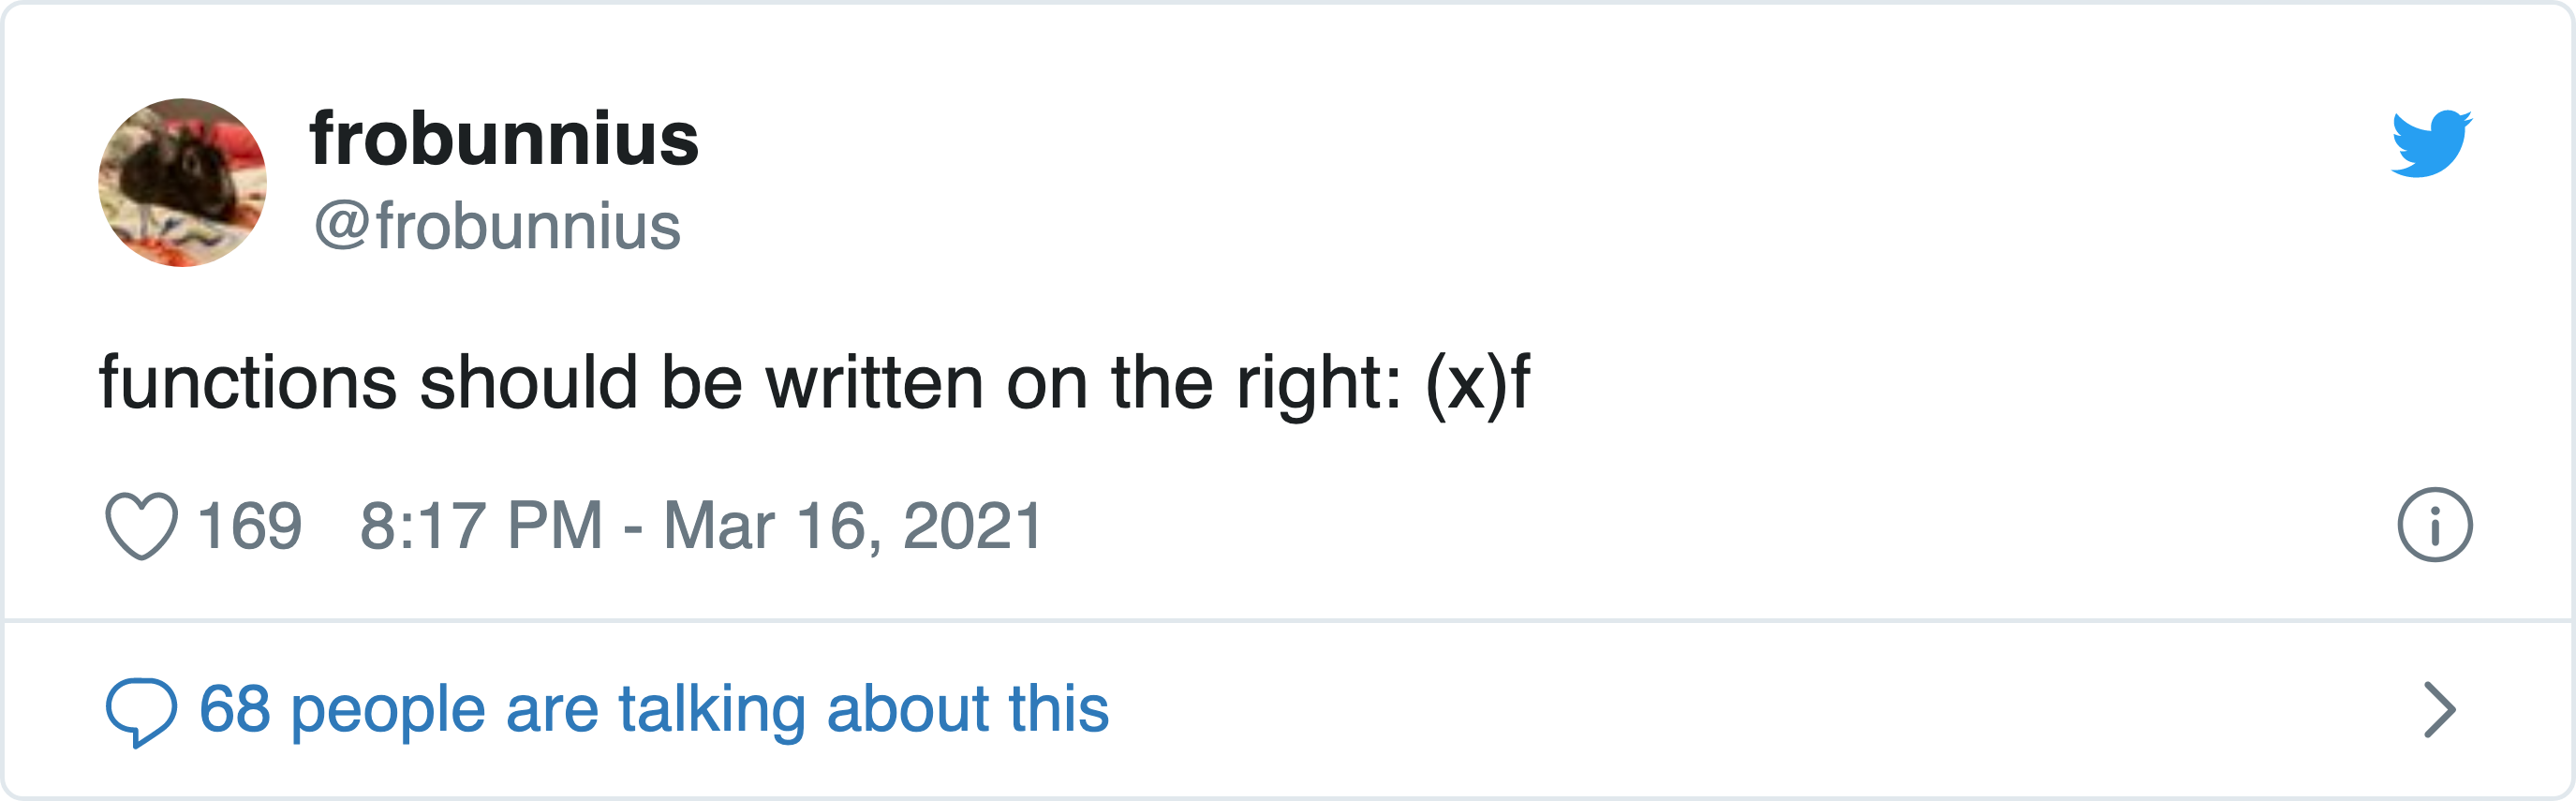 frobunnius
@frobunnius
functions should be written on the right: (x)f
169 8:17 PM - Mar 16, 2021
68 people are talking about this